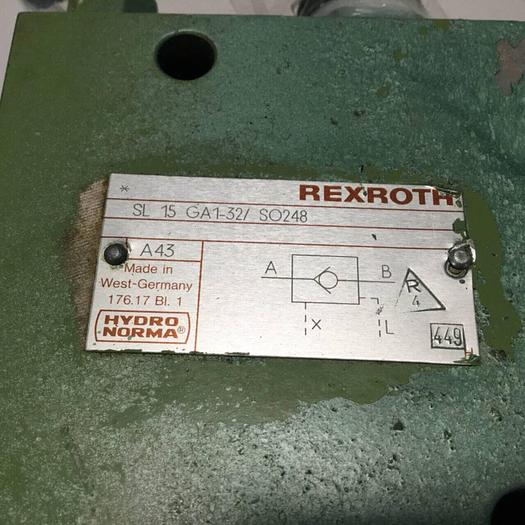 *
REXROTH
SL 15 GA1-32/ SO248
A43
Made in
West-Germany
176.17 Bl. 1
HYDRO
NORMA®
A B
X L
R
4
449